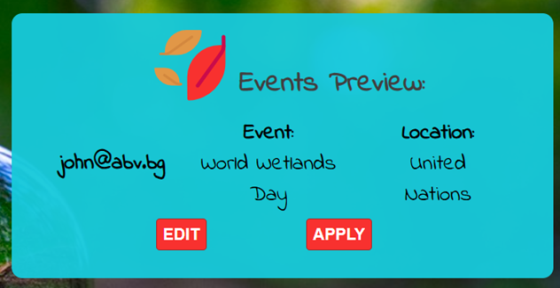 Events Preview:
Event: Location:
john@abv.bg World Wetlands United
Day Nations
EDIT APPLY